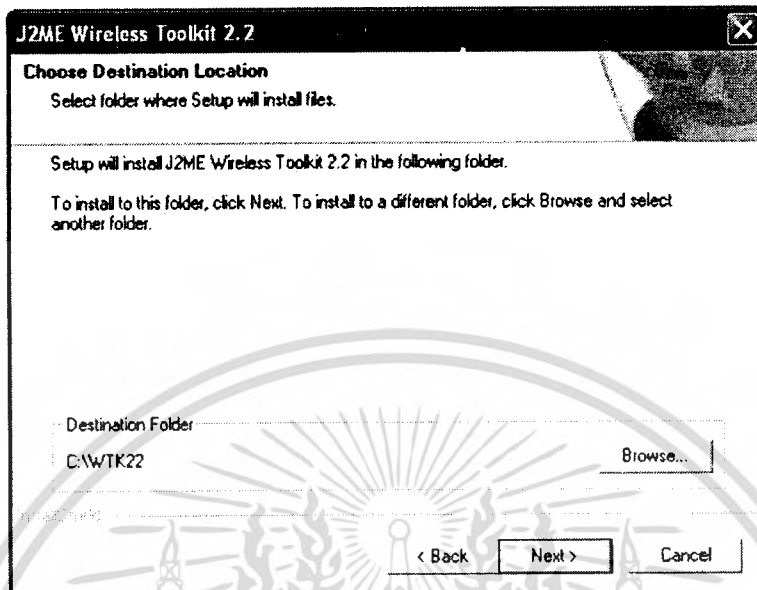 J2ME Wireless Toolkit 2.2
Choose Destination Location
Select folder where Setup will install files.
Setup will install J2ME Wireless Toolkit 2.2 in the following folder.
To install to this folder, click Next. To install to a different folder, click Browse and select
another folder.
Destination Folder
C:\WTK22
Browse...
InstallShield
< Back
Next >
Cancel